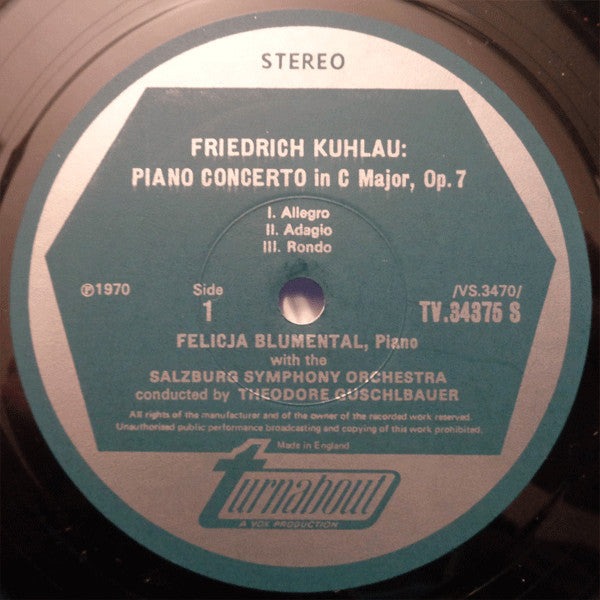 STEREO
FRIEDRICH KUHLAU:
PIANO CONCERTO in C Major, Op. 7
I. Allegro
II. Adagio
III. Rondo
℗1970
Side
1
/VS.3470/
TV.34375 S
FELICJA BLUMENTAL, Piano
with the
SALZBURG SYMPHONY ORCHESTRA
conducted by THEODORE GUSCHLBAUER
All rights of the manufacturer and of the owner of the recorded work reserved.
Unauthorised public performance broadcasting and copying of this work prohibited.
Made in England
turnabout
A VOX PRODUCTION